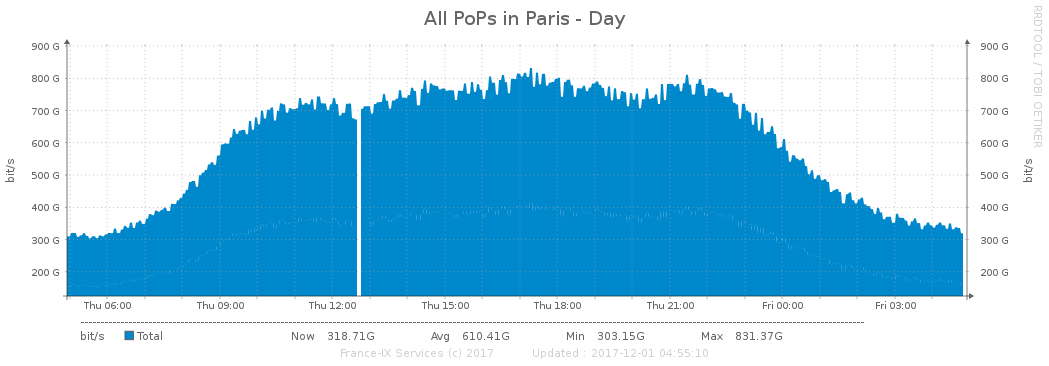 All PoPs in Paris - Day
RRDTOOL / TOBI OETIKER
900 G 900 G
800 G 800 G
700 G 700 G
600 G 600 G
500 G 500 G
400 G 400 G
300 G 300 G
200 G 200 G
bit/s bit/s
Thu 06:00 Thu 09:00 Thu 12:00 Thu 15:00 Thu 18:00 Thu 21:00 Fri 00:00 Fri 03:00
bit/s Total Now 318.71G Avg 610.41G Min 303.15G Max 831.37G
France-IX Services (c) 2017 Updated : 2017-12-01 04:55:10